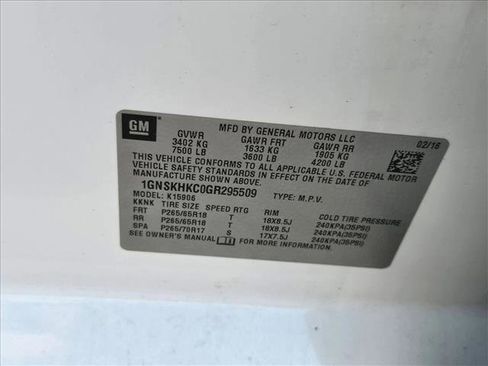 GM
MFD BY GENERAL MOTORS LLC
02/16
GVWR GAWR FRT GAWR RR
3402 KG 1633 KG 1905 KG
7500 LB 3600 LB 4200 LB
THIS VEHICLE CONFORMS TO ALL APPLICABLE U.S. FEDERAL
MOTOR VEHICLE SAFETY STANDARDS IN EFFECT ON THE DATE OF
MANUFACTURE SHOWN ABOVE.
1GNSKHKC0GR295509 TYPE: M.P.V.
MODEL: K15906
KKNK TIRE SIZE SPEED RTG RIM
FRT P265/65R18 T 18X8.5J 240KPA(35PSI)
RR P265/65R18 T 18X8.5J 240KPA(35PSI)
SPA P265/70R17 S 17X7.5J 240KPA(35PSI)
SEE OWNER'S MANUAL FOR MORE INFORMATION.